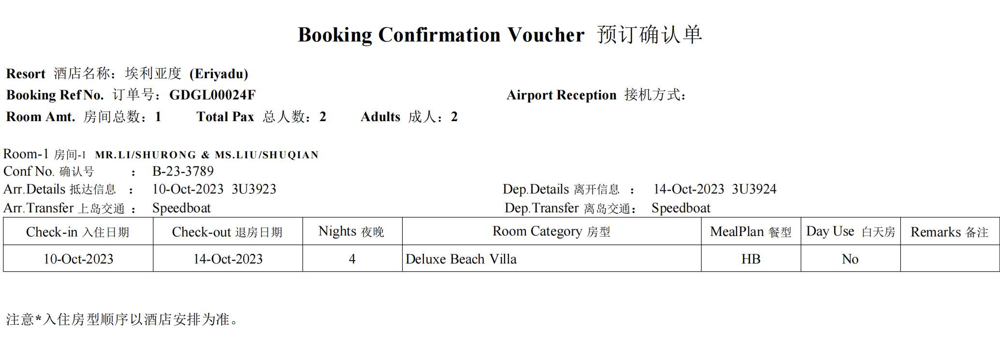 Booking Confirmation Voucher 预订确认单
Resort 酒店名称：埃利亚度 (Eriyadu)
Booking Ref No. 订单号：GDGL00024F Airport Reception 接机方式：
Room Amt. 房间总数：1 Total Pax 总人数：2 Adults 成人：2
Room-1 房间-1 MR.LI/SHURONG & MS.LIU/SHUQIAN
Conf No. 确认号 ： B-23-3789
Arr.Details 抵达信息 ： 10-Oct-2023 3U3923 Dep.Details 离开信息 ： 14-Oct-2023 3U3924
Arr.Transfer 上岛交通 ： Speedboat Dep.Transfer 离岛交通： Speedboat
Check-in 入住日期 Check-out 退房日期 Nights 夜晚 Room Category 房型 MealPlan 餐型 Day Use 白天房 Remarks 备注
10-Oct-2023 14-Oct-2023 4 Deluxe Beach Villa HB No
注意*入住房型顺序以酒店安排为准。